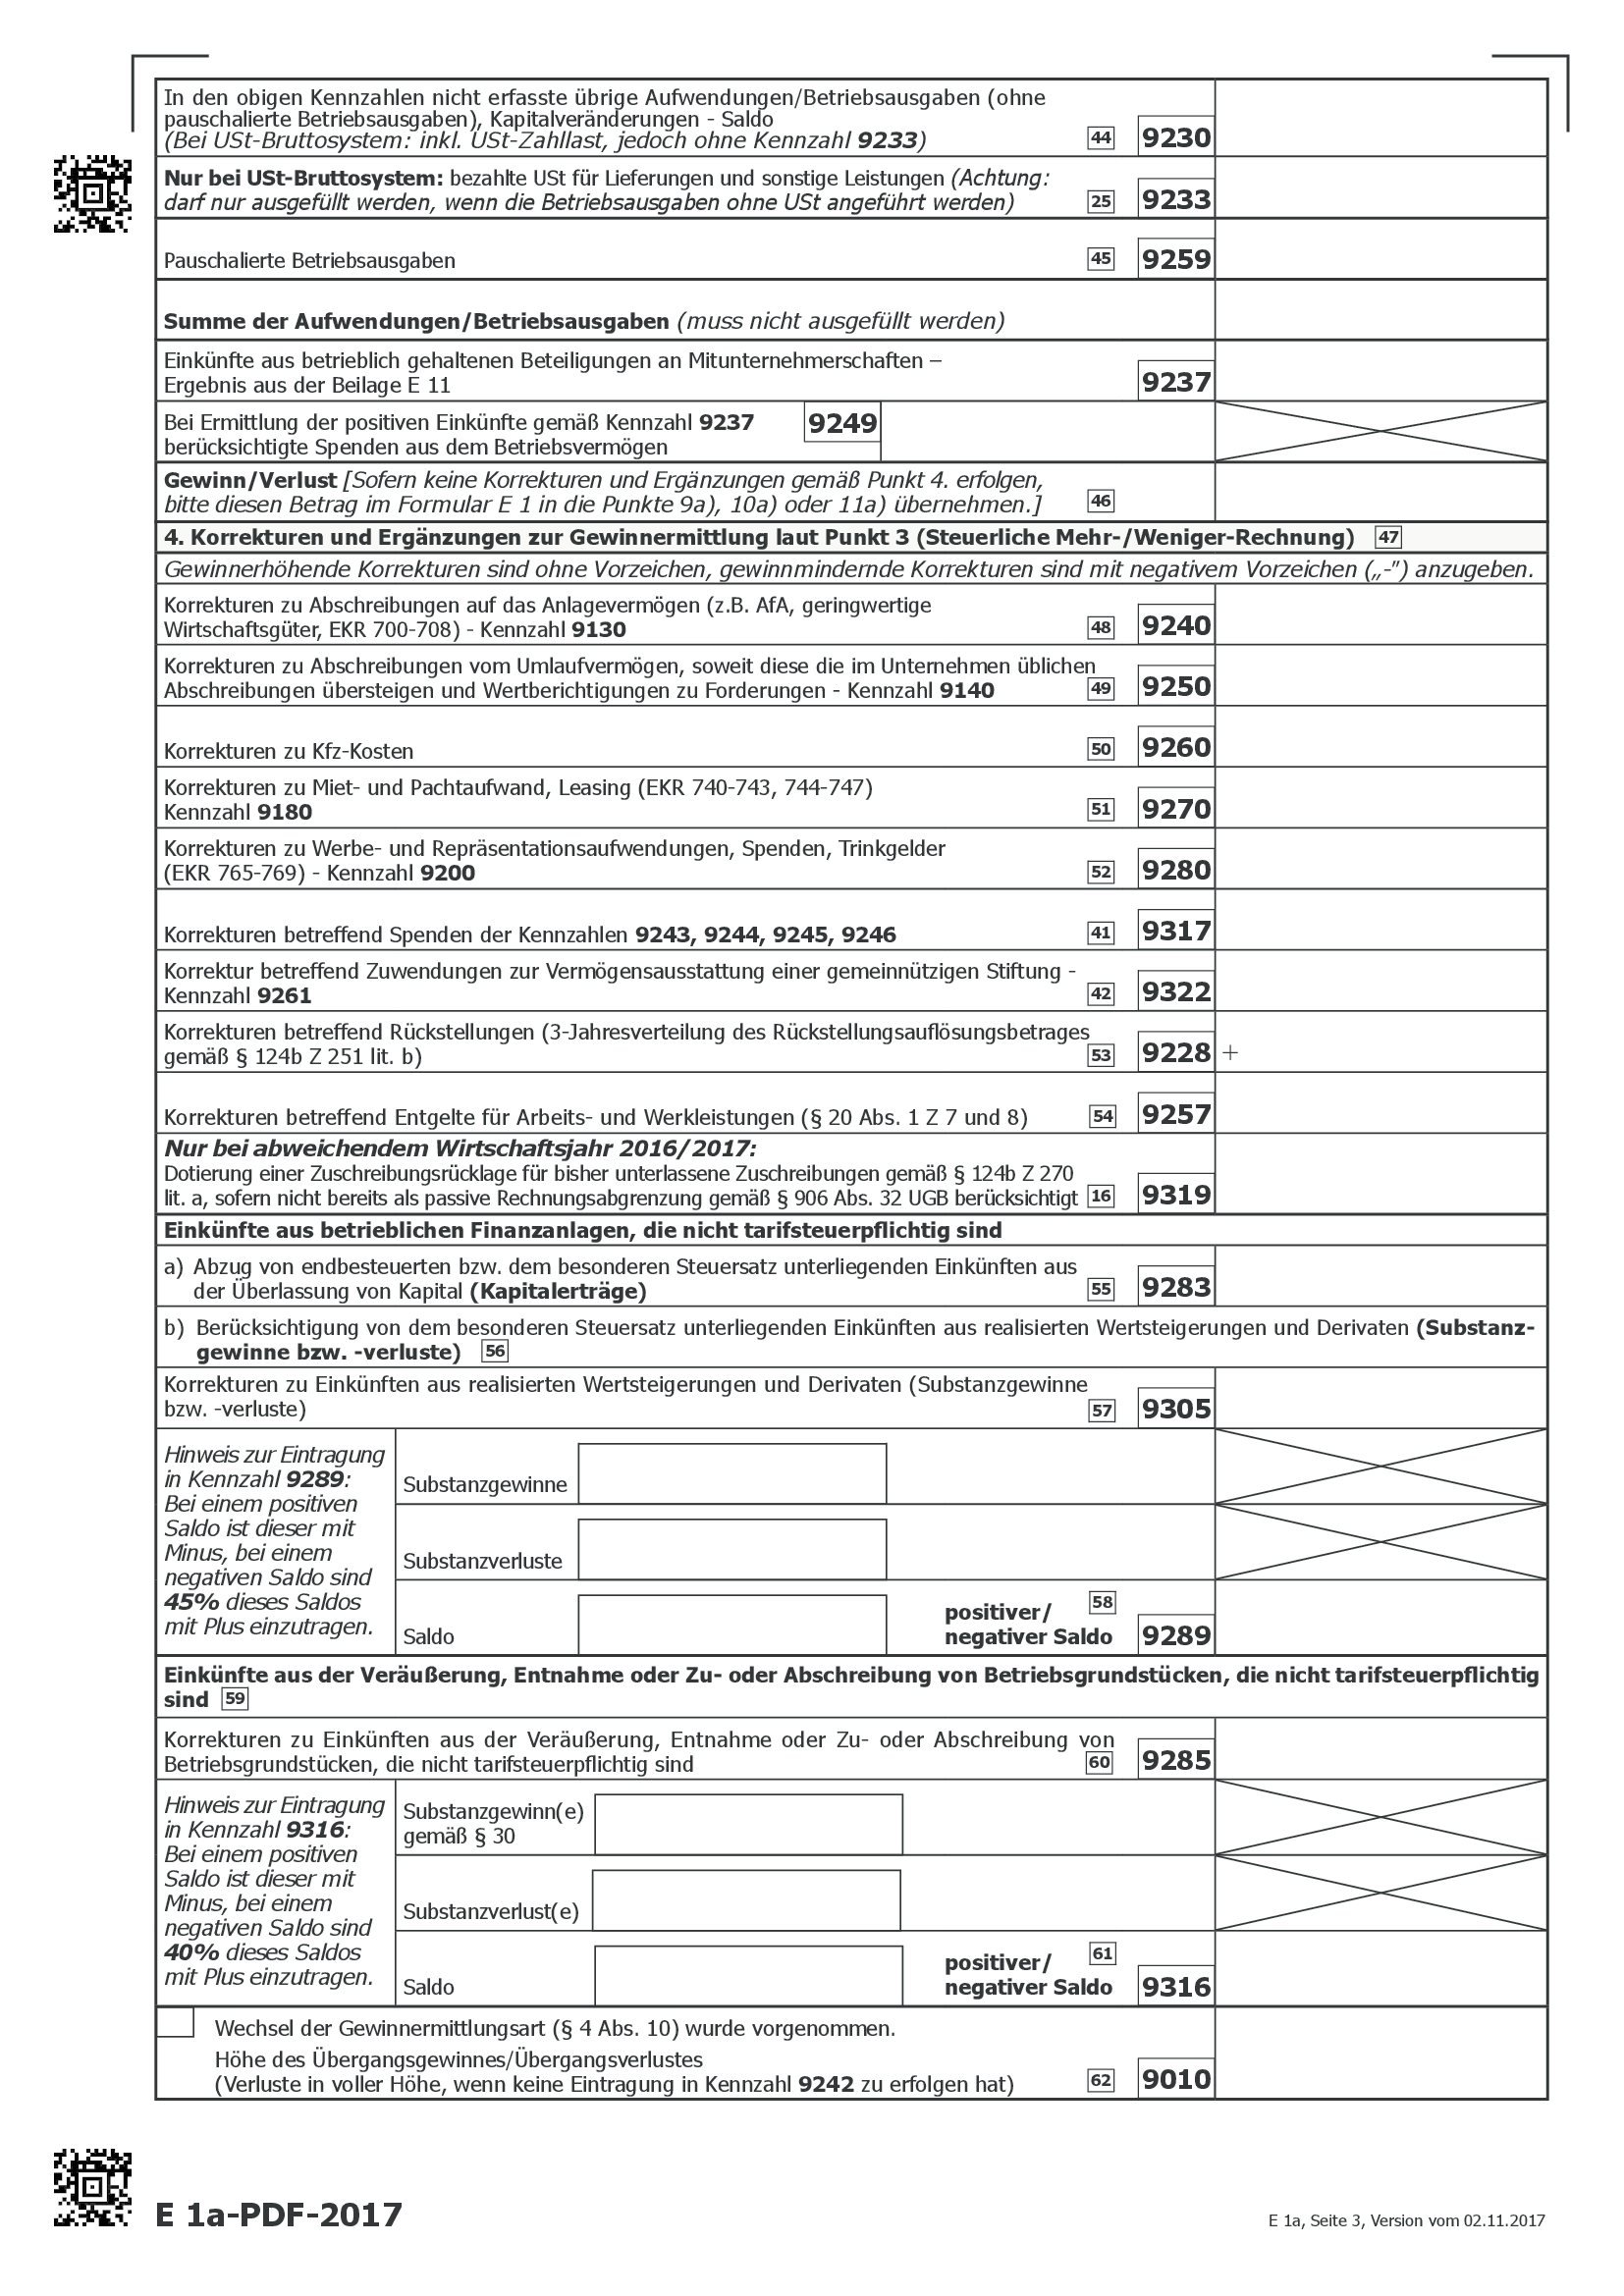 In den obigen Kennzahlen nicht erfasste übrige Aufwendungen/Betriebsausgaben (ohne
pauschalierte Betriebsausgaben), Kapitalveränderungen - Saldo
(Bei USt-Bruttosystem: inkl. USt-Zahllast, jedoch ohne Kennzahl 9233) 44 9230
Nur bei USt-Bruttosystem: bezahlte USt für Lieferungen und sonstige Leistungen (Achtung:
darf nur ausgefüllt werden, wenn die Betriebsausgaben ohne USt angeführt werden) 25 9233
Pauschalierte Betriebsausgaben 45 9259
Summe der Aufwendungen/Betriebsausgaben (muss nicht ausgefüllt werden)
Einkünfte aus betrieblich gehaltenen Beteiligungen an Mitunternehmerschaften –
Ergebnis aus der Beilage E 11 9237
Bei Ermittlung der positiven Einkünfte gemäß Kennzahl 9237 9249
berücksichtigte Spenden aus dem Betriebsvermögen
Gewinn/Verlust [Sofern keine Korrekturen und Ergänzungen gemäß Punkt 4. erfolgen,
bitte diesen Betrag im Formular E 1 in die Punkte 9a), 10a) oder 11a) übernehmen.] 46
4. Korrekturen und Ergänzungen zur Gewinnermittlung laut Punkt 3 (Steuerliche Mehr-/Weniger-Rechnung) 47
Gewinnerhöhende Korrekturen sind ohne Vorzeichen, gewinnmindernde Korrekturen sind mit negativem Vorzeichen („-") anzugeben.
Korrekturen zu Abschreibungen auf das Anlagevermögen (z.B. AfA, geringwertige
Wirtschaftsgüter, EKR 700-708) - Kennzahl 9130 48 9240
Korrekturen zu Abschreibungen vom Umlaufvermögen, soweit diese die im Unternehmen üblichen
Abschreibungen übersteigen und Wertberichtigungen zu Forderungen - Kennzahl 9140 49 9250
Korrekturen zu Kfz-Kosten 50 9260
Korrekturen zu Miet- und Pachtaufwand, Leasing (EKR 740-743, 744-747)
Kennzahl 9180 51 9270
Korrekturen zu Werbe- und Repräsentationsaufwendungen, Spenden, Trinkgelder
(EKR 765-769) - Kennzahl 9200 52 9280
Korrekturen betreffend Spenden der Kennzahlen 9243, 9244, 9245, 9246 41 9317
Korrektur betreffend Zuwendungen zur Vermögensausstattung einer gemeinnützigen Stiftung -
Kennzahl 9261 42 9322
Korrekturen betreffend Rückstellungen (3-Jahresverteilung des Rückstellungsauflösungsbetrages
gemäß § 124b Z 251 lit. b) 53 9228 +
Korrekturen betreffend Entgelte für Arbeits- und Werkleistungen (§ 20 Abs. 1 Z 7 und 8) 54 9257
Nur bei abweichendem Wirtschaftsjahr 2016/2017:
Dotierung einer Zuschreibungsrücklage für bisher unterlassene Zuschreibungen gemäß § 124b Z 270
lit. a, sofern nicht bereits als passive Rechnungsabgrenzung gemäß § 906 Abs. 32 UGB berücksichtigt 16 9319
Einkünfte aus betrieblichen Finanzanlagen, die nicht tarifsteuerpflichtig sind
a) Abzug von endbesteuerten bzw. dem besonderen Steuersatz unterliegenden Einkünften aus
der Überlassung von Kapital (Kapitalerträge) 55 9283
b) Berücksichtigung von dem besonderen Steuersatz unterliegenden Einkünften aus realisierten Wertsteigerungen und Derivaten (Substanz-
gewinne bzw. -verluste) 56
Korrekturen zu Einkünften aus realisierten Wertsteigerungen und Derivaten (Substanzgewinne
bzw. -verluste) 57 9305
Hinweis zur Eintragung
in Kennzahl 9289:
Bei einem positiven
Saldo ist dieser mit
Minus, bei einem
negativen Saldo sind
45% dieses Saldos
mit Plus einzutragen.
Substanzgewinne
Substanzverluste
Saldo
positiver/ 58
negativer Saldo 9289
Einkünfte aus der Veräußerung, Entnahme oder Zu- oder Abschreibung von Betriebsgrundstücken, die nicht tarifsteuerpflichtig
sind 59
Korrekturen zu Einkünften aus der Veräußerung, Entnahme oder Zu- oder Abschreibung von
Betriebsgrundstücken, die nicht tarifsteuerpflichtig sind 60 9285
Hinweis zur Eintragung
in Kennzahl 9316:
Bei einem positiven
Saldo ist dieser mit
Minus, bei einem
negativen Saldo sind
40% dieses Saldos
mit Plus einzutragen.
Substanzgewinn(e)
gemäß § 30
Substanzverlust(e)
Saldo
positiver/ 61
negativer Saldo 9316
Wechsel der Gewinnermittlungsart (§ 4 Abs. 10) wurde vorgenommen.
Höhe des Übergangsgewinnes/Übergangsverlustes
(Verluste in voller Höhe, wenn keine Eintragung in Kennzahl 9242 zu erfolgen hat) 62 9010
E 1a-PDF-2017
E 1a, Seite 3, Version vom 02.11.2017